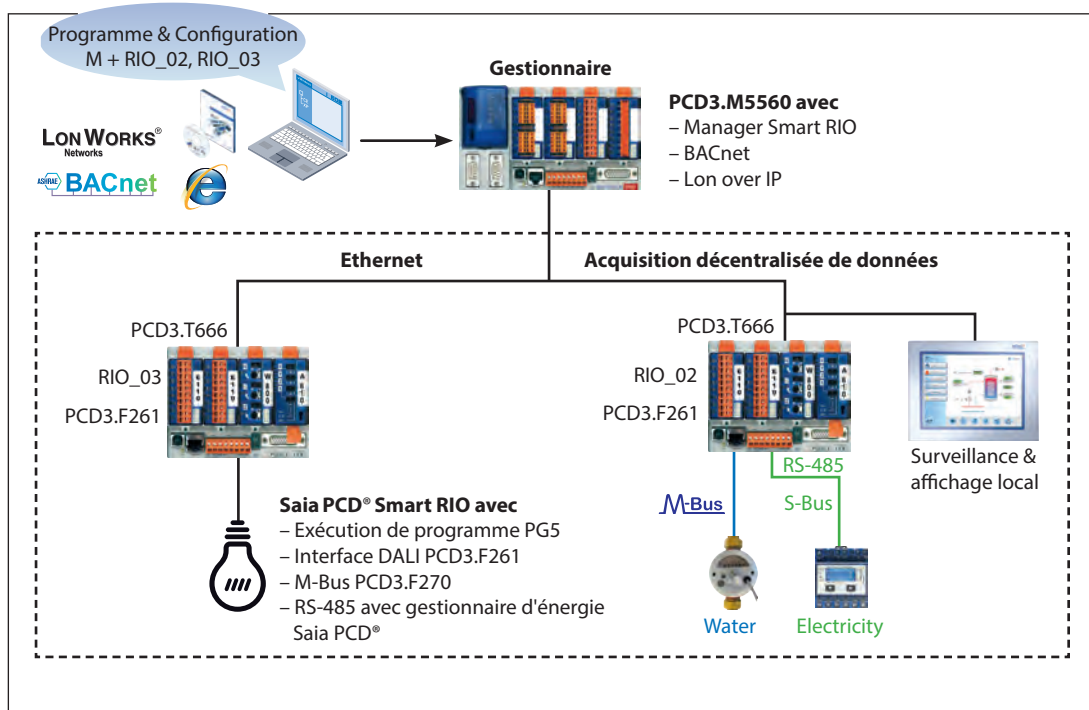 Programme & Configuration
M + RIO_02, RIO_03
LONWORKS®
Networks
ASHRAE BACnet
Gestionnaire
PCD3.M5560 avec
– Manager Smart RIO
– BACnet
– Lon over IP
Ethernet
Acquisition décentralisée de données
PCD3.T666
RIO_03
PCD3.F261
PCD3.T666
RIO_02
PCD3.F261
Surveillance &
affichage local
RS-485
M-Bus
S-Bus
Saia PCD® Smart RIO avec
– Exécution de programme PG5
– Interface DALI PCD3.F261
– M-Bus PCD3.F270
– RS-485 avec gestionnaire d'énergie
Saia PCD®
Water
Electricity